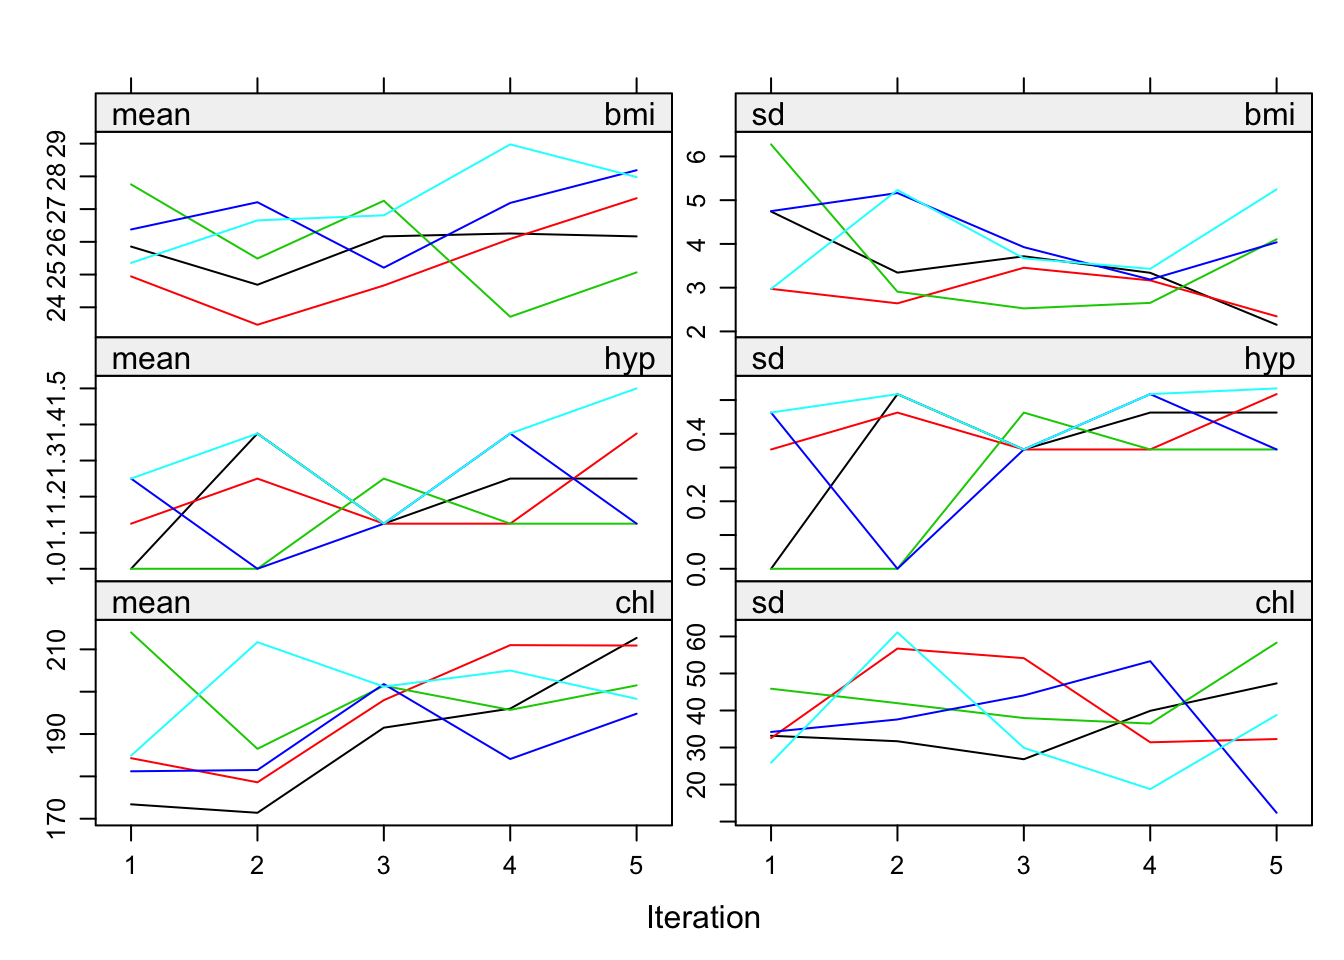 mean bmi
sd bmi
24 25 26 27 28 29
2 3 4 5 6
mean hyp
sd hyp
1.0 1.1 1.2 1.3 1.4 1.5
0.0 0.2 0.4
mean chl
sd chl
170 190 210
20 30 40 50 60
1 2 3 4 5
1 2 3 4 5
Iteration